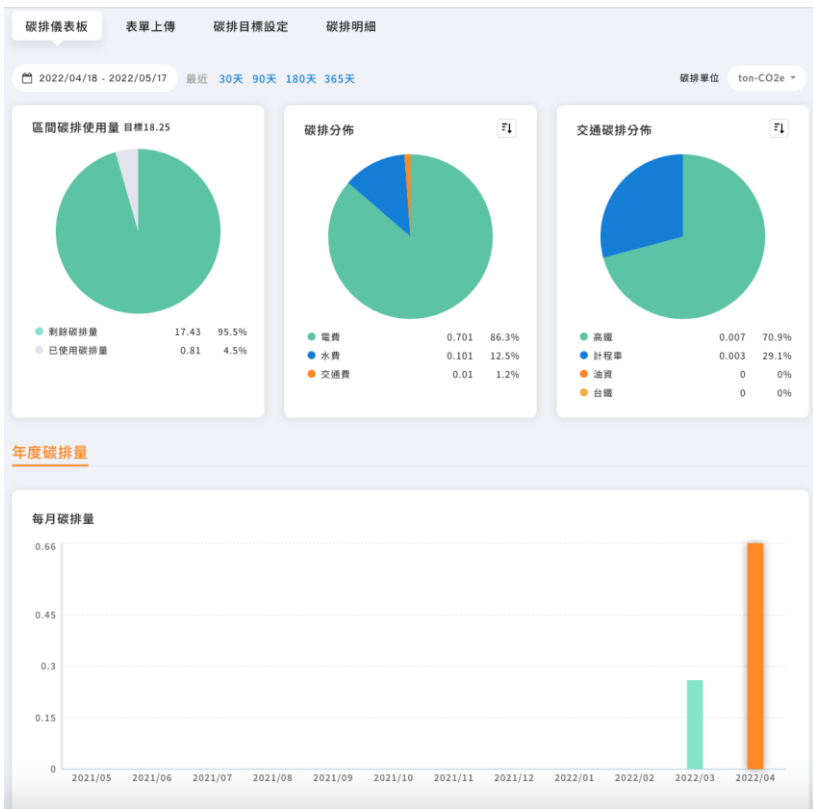 碳排儀表板 表單上傳 碳排目標設定 碳排明細
2022/04/18 - 2022/05/17 最近 30天 90天 180天 365天 碳排單位 ton-CO2e
區間碳排使用量 目標18.25
剩餘碳排量 17.43 95.5%
已使用碳排量 0.81 4.5%
碳排分佈
電費 0.701 86.3%
水費 0.101 12.5%
交通費 0.01 1.2%
交通碳排分佈
高鐵 0.007 70.9%
計程車 0.003 29.1%
油資 0 0%
台鐵 0 0%
年度碳排量
每月碳排量
0.66
0.45
0.3
0.15
0
2021/05 2021/06 2021/07 2021/08 2021/09 2021/10 2021/11 2021/12 2022/01 2022/02 2022/03 2022/04